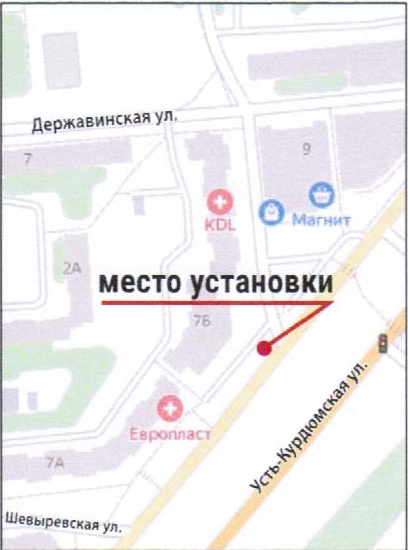 Державинская ул.
7
9
KDL
Магнит
2А
место установки
7Б
Европласт
Усть-Курдюмская ул.
7А
Шевыревская ул.